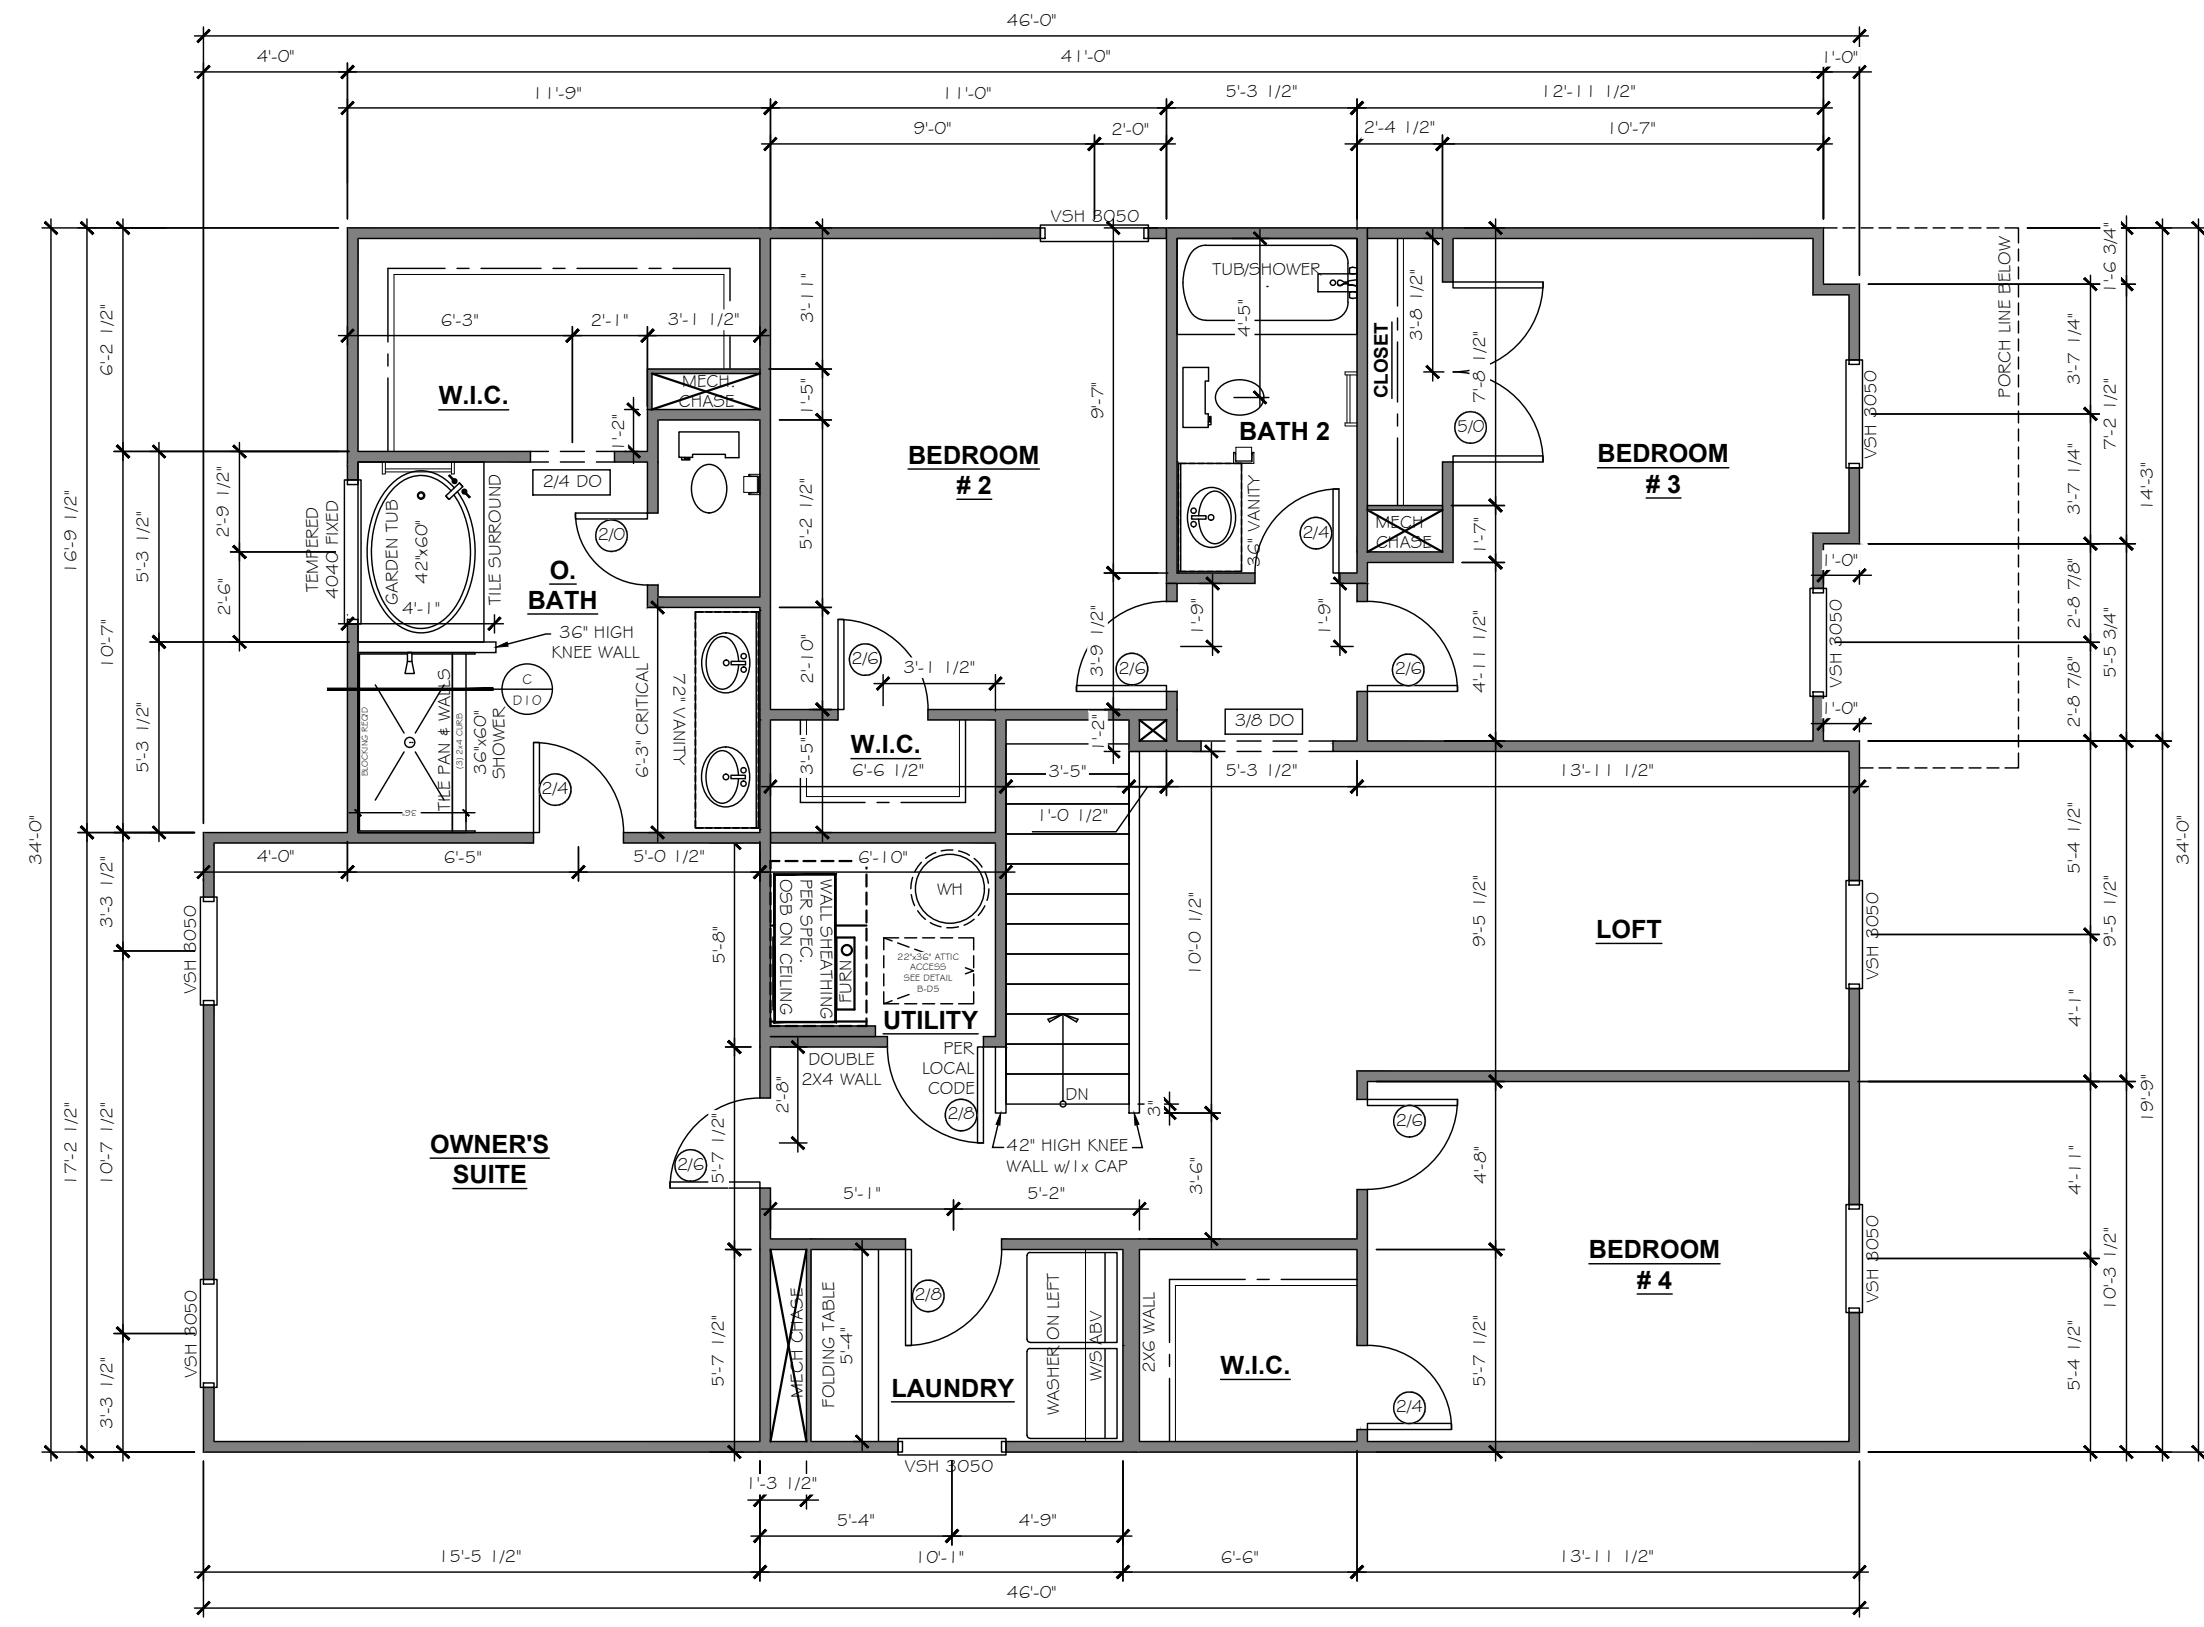 46'-0"
4'-0"
41'-0"
1'-0"
11'-9"
11'-0"
5'-3 1/2"
12'-11 1/2"
9'-0"
2'-0"
2'-4 1/2"
10'-7"
VSH 3050
6'-2 1/2"
16'-9 1/2"
34'-0"
5'-3 1/2"
2'-9 1/2"
2'-6"
10'-7"
5'-3 1/2"
6'-3"
2'-1"
3'-1 1/2"
W.I.C.
MECH.
CHASE
1'-2"
2/4 DO
TEMPERED
4040 FIXED
GARDEN TUB
42"x60"
4'-1"
TILE SURROUND
2/0
O.
BATH
36" HIGH
KNEE WALL
C
D10
BLOCKING REQ'D
TILE PAN & WALLS
(3) 2x4 CURB
36"x60"
SHOWER
36"
2/4
6'-3" CRITICAL
72" VANITY
3'-11"
1'-5"
5'-2 1/2"
2'-10"
3'-5"
BEDROOM
# 2
9'-7"
3'-9 1/2"
1'-2"
2/6
3'-1 1/2"
2/6
W.I.C.
6'-6 1/2"
3'-5"
1'-0 1/2"
TUB/SHOWER
4'-5"
BATH 2
36" VANITY
2/4
1'-9"
1'-9"
2/6
3/8 DO
CLOSET
3'-8 1/2"
7'-8 1/2"
5/0
MECH
CHASE
1'-7"
4'-11 1/2"
BEDROOM
# 3
VSH 3050
VSH 3050
1'-0"
1'-0"
PORCH LINE BELOW
1'-6 3/4"
3'-7 1/4"
7'-2 1/2"
3'-7 1/4"
14'-3"
2'-8 7/8"
5'-5 3/4"
2'-8 7/8"
5'-3 1/2"
13'-11 1/2"
4'-0"
6'-5"
5'-0 1/2"
6'-10"
3'-3 1/2"
VSH 3050
17'-2 1/2"
10'-7 1/2"
3'-3 1/2"
VSH 3050
OWNER'S
SUITE
5'-8"
5'-7 1/2"
5'-7 1/2"
2/6
WALL SHEATHING
PER SPEC.
OSB ON CEILING
FURN
WH
22"x36" ATTIC
ACCESS
SEE DETAIL
B-D5
UTILITY
DOUBLE
2X4 WALL
PER
LOCAL
CODE
2/8
2'-8"
DN
42" HIGH KNEE
WALL w/1x CAP
3"
10'-0 1/2"
3'-6"
5'-1"
5'-2"
9'-5 1/2"
LOFT
VSH 3050
5'-4 1/2"
9'-5 1/2"
4'-1"
34'-0"
19'-9"
2/6
4'-8"
BEDROOM
# 4
VSH 3050
4'-11"
10'-3 1/2"
5'-4 1/2"
5'-7 1/2"
2/4
W.I.C.
2X6 WALL
MECH CHASE
FOLDING TABLE
5'-4"
2/8
LAUNDRY
WASHER ON LEFT
W/S ABV
VSH 3050
1'-3 1/2"
5'-4"
4'-9"
15'-5 1/2"
10'-1"
6'-6"
13'-11 1/2"
46'-0"